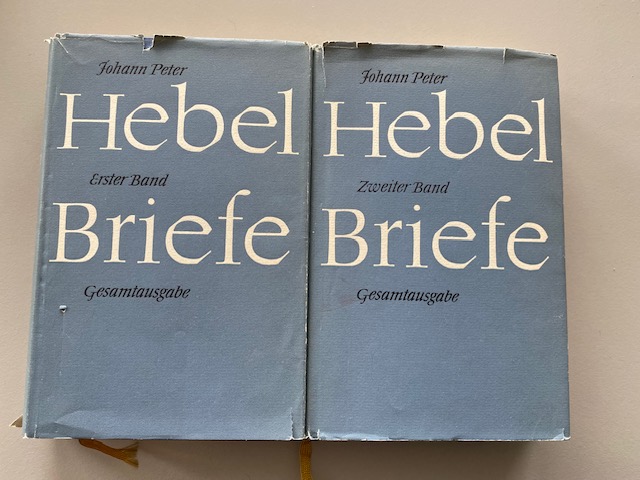 Johann Peter
Hebel
Erster Band
Briefe
Gesamtausgabe
Johann Peter
Hebel
Zweiter Band
Briefe
Gesamtausgabe